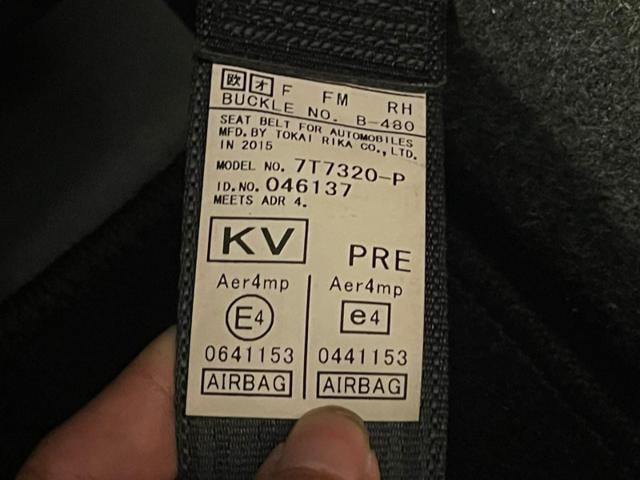 欧 オ F FM RH
BUCKLE NO. B-480
SEAT BELT FOR AUTOMOBILES
MFD.BY TOKAI RIKA CO.,LTD.
IN 2015
MODEL NO. 7T7320-P
ID.NO.046137
MEETS ADR 4.
KV PRE
Aer4mp Aer4mp
E4 e4
0641153 0441153
AIRBAG AIRBAG